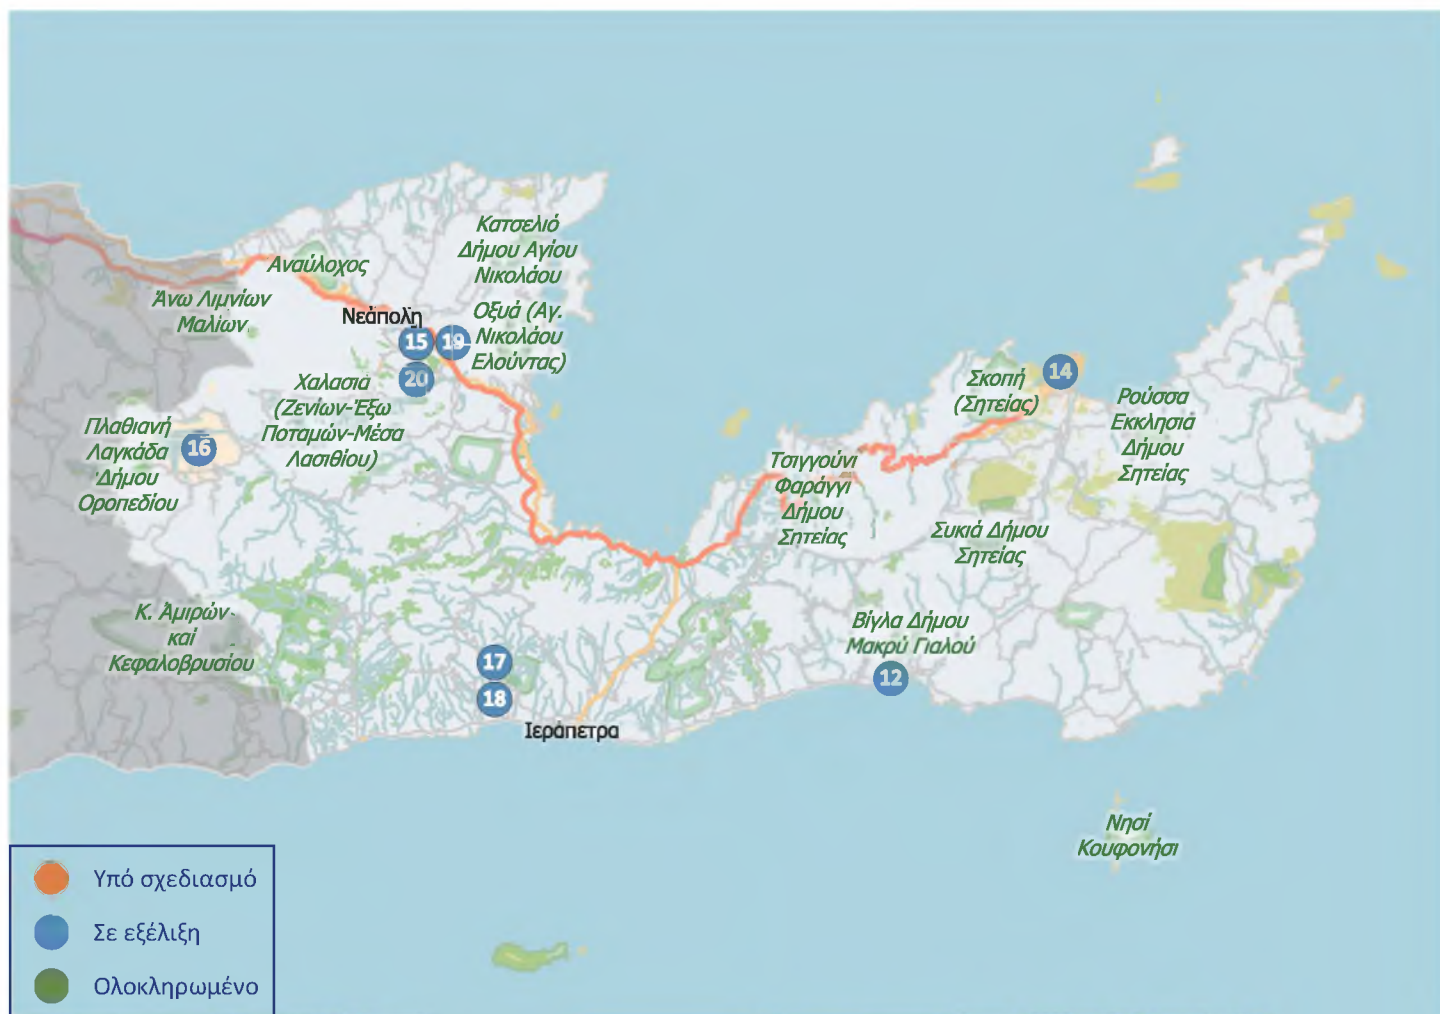 Κατσελιό
Δήμου Αγίου
Νικολάου
Αναύλοχος
Άνω Λιμνίων
Μαλίων
Νεάπολη
Οξυά (Αγ.
Νικολάου
Ελούντας)
15
19
20
Χαλασιά
(Ζενίων-Έξω
Ποταμών-Μέσα
Λασιθίου)
Πλαθιανή
Λαγκάδα
Δήμου
Οροπεδίου
16
Σκοπή
(Σητείας)
14
Ρούσσα
Εκκλησιά
Δήμου
Σητείας
Τσιγγούνι
Φαράγγι
Δήμου
Σητείας
Συκιά Δήμου
Σητείας
Κ. Αμιρών
και
Κεφαλοβρυσίου
Βίγλα Δήμου
Μακρύ Γιαλού
12
17
18
Ιεράπετρα
Νησί
Κουφονήσι
Υπό σχεδιασμό
Σε εξέλιξη
Ολοκληρωμένο